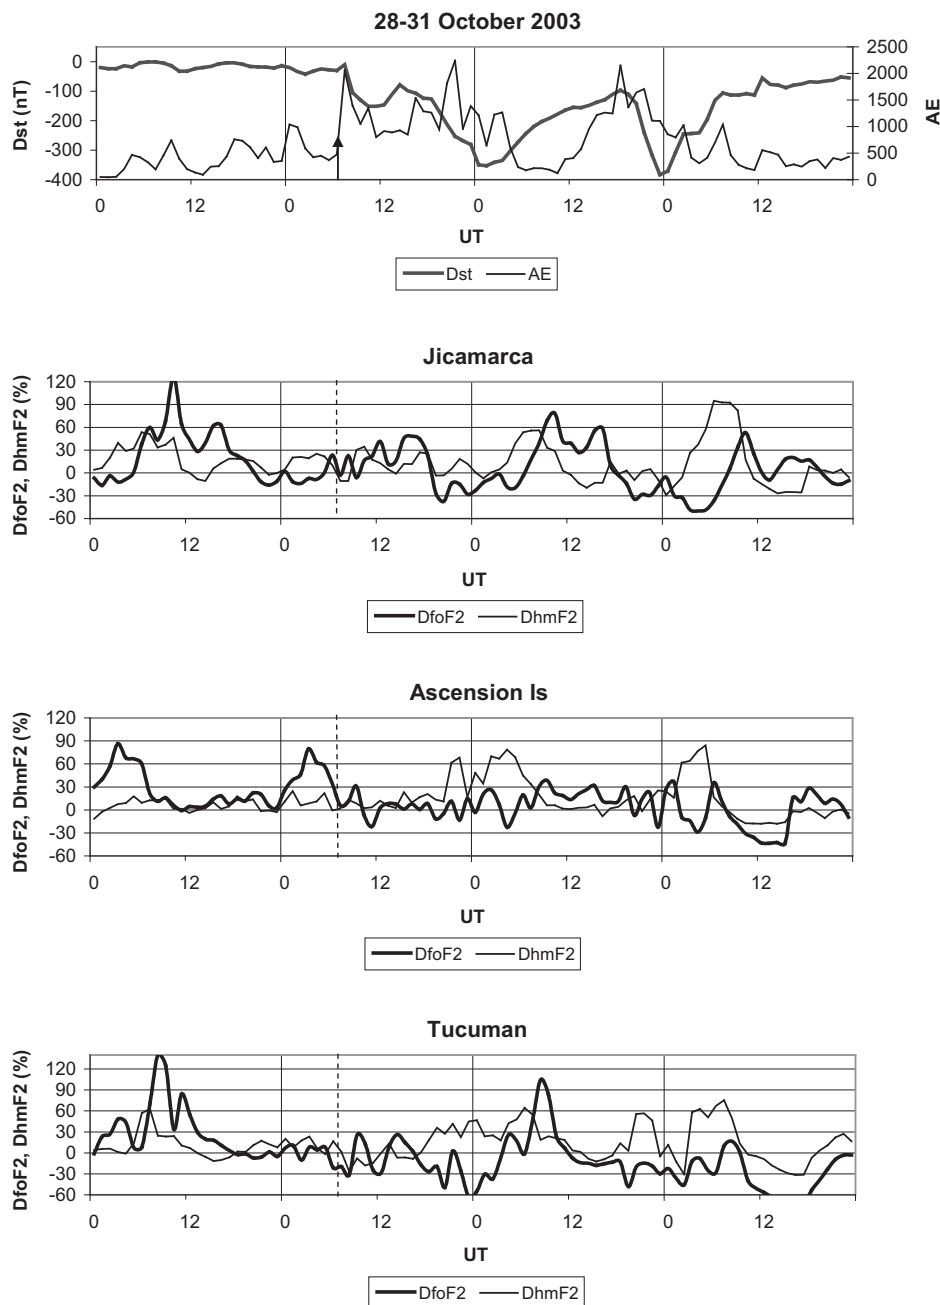 28-31 October 2003
Dst (nT)
0
-100
-200
-300
-400
2500
2000
1500
1000
500
0
AE
0 12 0 12 0 12 0 12
UT
Dst AE
Jicamarca
DfoF2, DhmF2 (%)
120
90
60
30
0
-30
-60
0 12 0 12 0 12 0 12
UT
DfoF2 DhmF2
Ascension Is
DfoF2, DhmF2 (%)
120
90
60
30
0
-30
-60
0 12 0 12 0 12 0 12
UT
DfoF2 DhmF2
Tucuman
DfoF2, DhmF2 (%)
120
90
60
30
0
-30
-60
0 12 0 12 0 12 0 12
UT
DfoF2 DhmF2